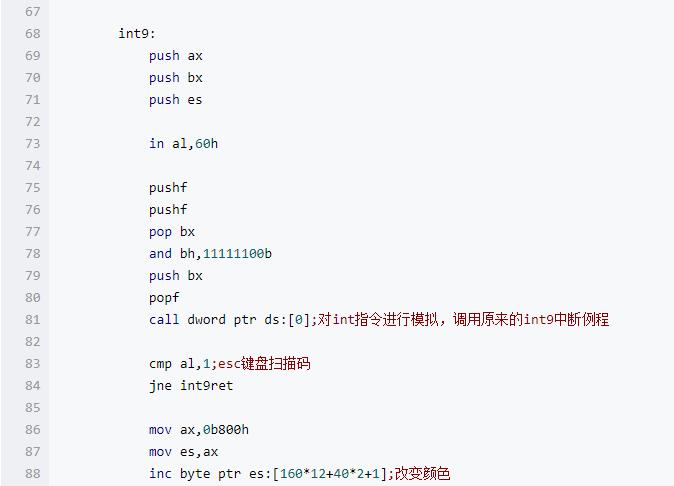 67
68 int9:
69 push ax
70 push bx
71 push es
72
73 in al,60h
74
75 pushf
76 pushf
77 pop bx
78 and bh,11111100b
79 push bx
80 popf
81 call dword ptr ds:[0];对int指令进行模拟，调用原来的int9中断例程
82
83 cmp al,1;esc键盘扫描码
84 jne int9ret
85
86 mov ax,0b800h
87 mov es,ax
88 inc byte ptr es:[160*12+40*2+1];改变颜色